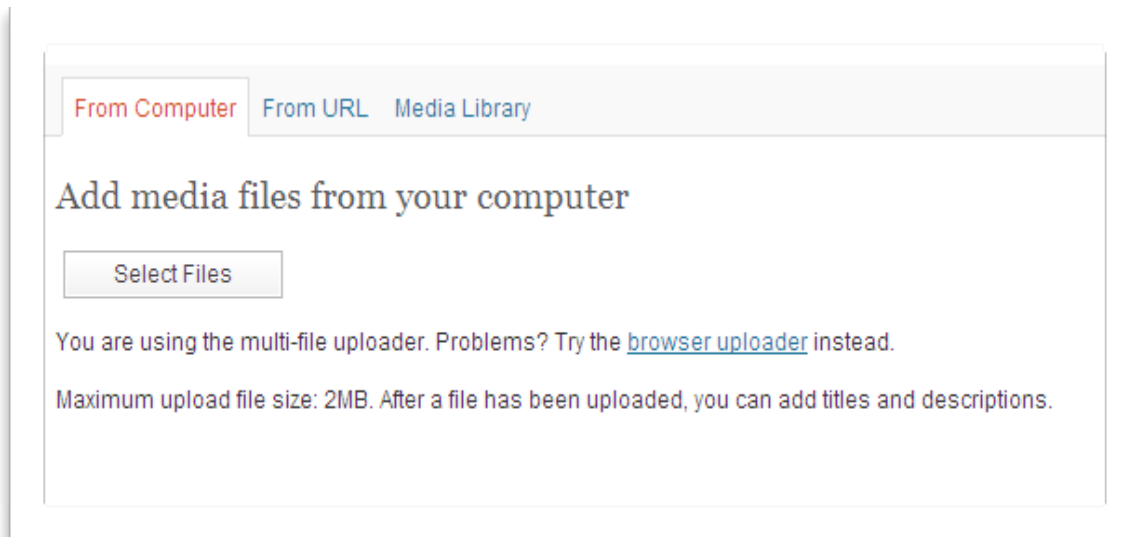 From Computer From URL Media Library
Add media files from your computer
Select Files
You are using the multi-file uploader. Problems? Try the browser uploader instead.
Maximum upload file size: 2MB. After a file has been uploaded, you can add titles and descriptions.